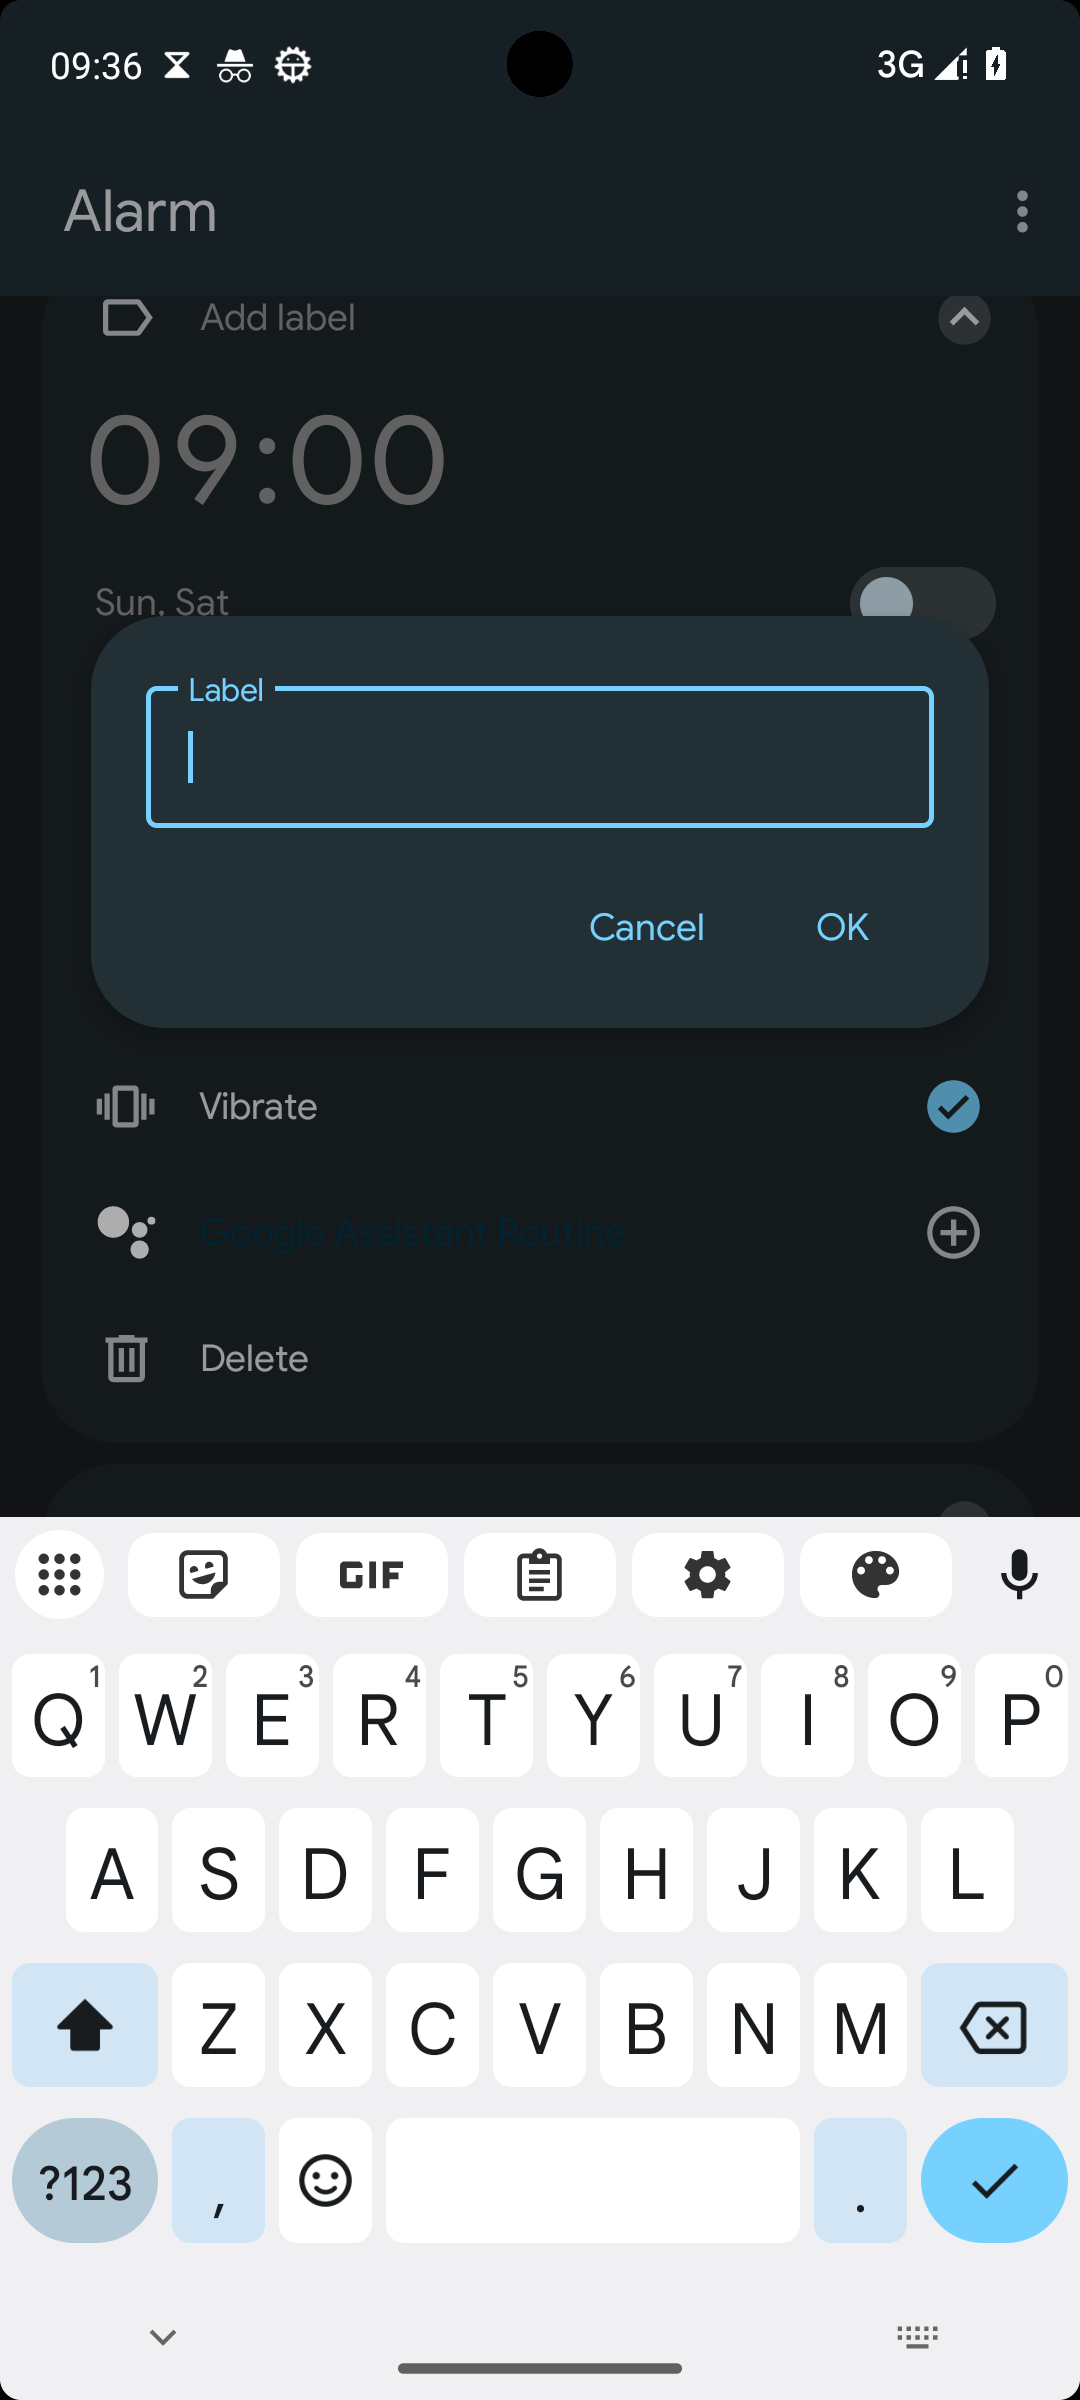 09:36
3G
Alarm
Add label
09:00
Sun, Sat
Label
Cancel
OK
Vibrate
Google Assistant Routine
Delete
GIF
Q 1 W 2 E 3 R 4 T 5 Y 6 U 7 I 8 O 9 P 0
A S D F G H J K L
Z X C V B N M
?123 , .